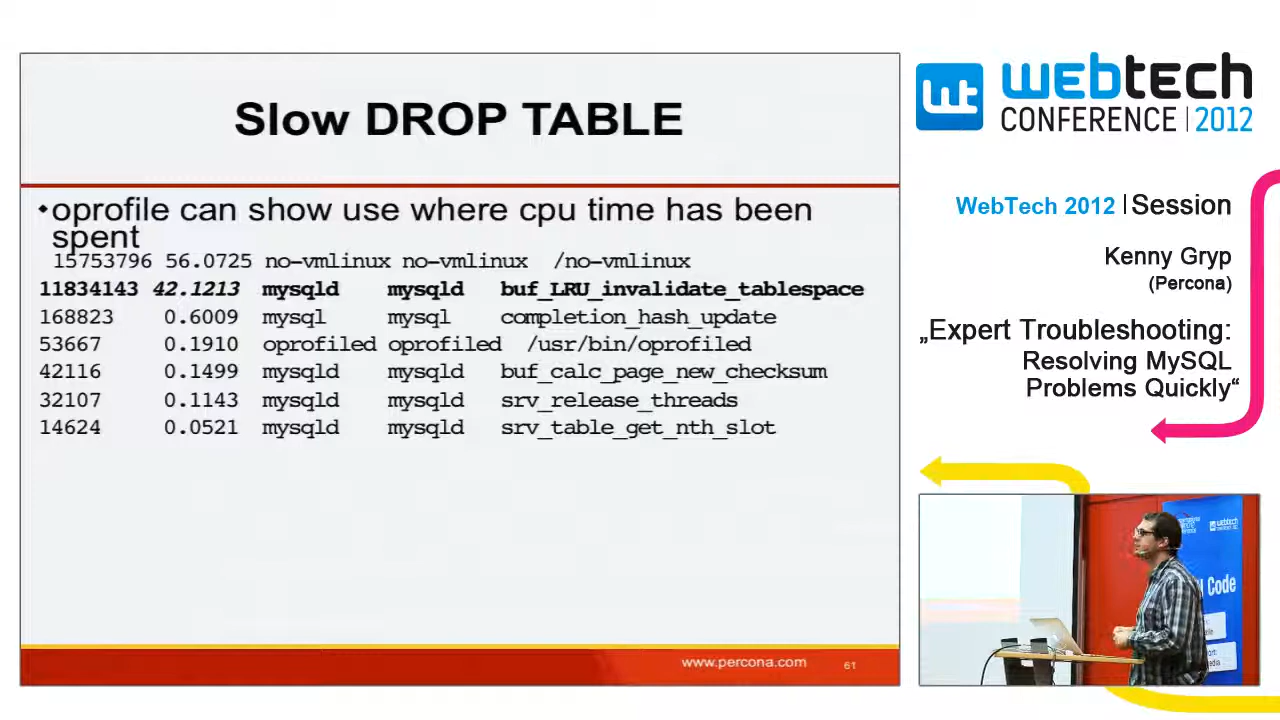 Slow DROP TABLE
•oprofile can show use where cpu time has been
spent
15753796 56.0725 no-vmlinux no-vmlinux /no-vmlinux
11834143 42.1213 mysqld mysqld buf_LRU_invalidate_tablespace
168823 0.6009 mysql mysql completion_hash_update
53667 0.1910 oprofiled oprofiled /usr/bin/oprofiled
42116 0.1499 mysqld mysqld buf_calc_page_new_checksum
32107 0.1143 mysqld mysqld srv_release_threads
14624 0.0521 mysqld mysqld srv_table_get_nth_slot
www.percona.com 61
wt webtech
CONFERENCE | 2012
WebTech 2012 | Session
Kenny Gryp
(Percona)
„Expert Troubleshooting:
Resolving MySQL
Problems Quickly“
webtech
Code